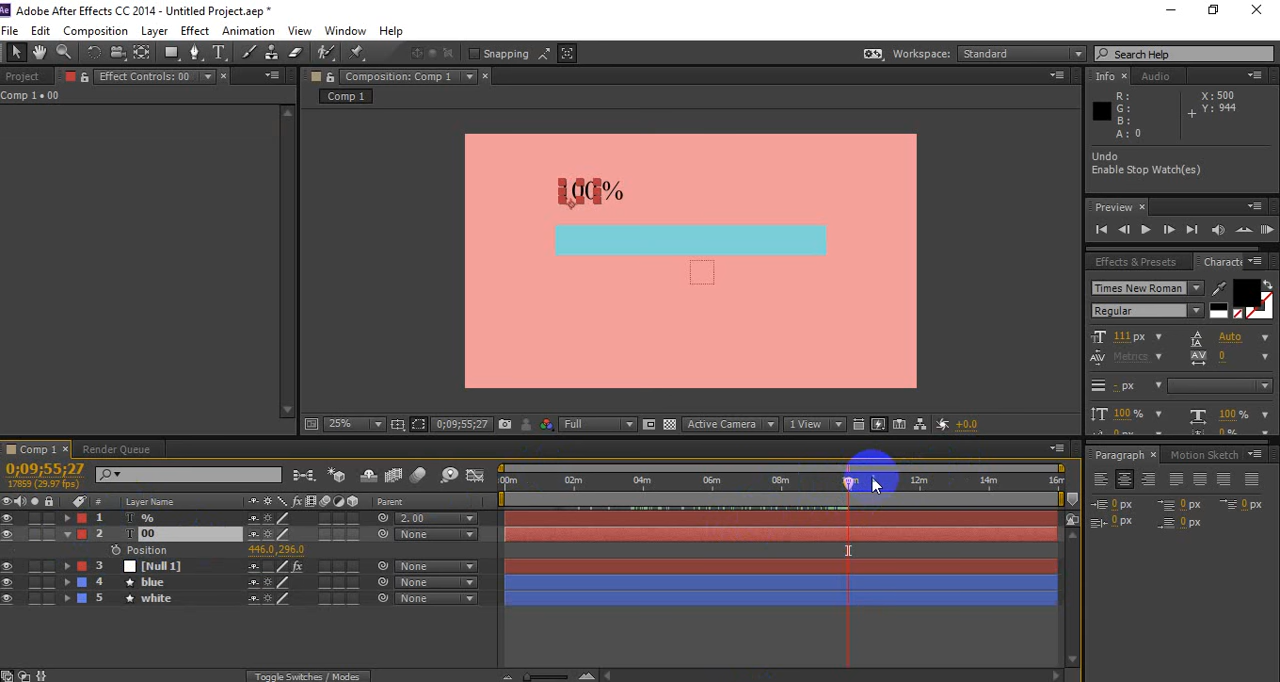 Adobe After Effects CC 2014 - Untitled Project.aep *
File Edit Composition Layer Effect Animation View Window Help
Snapping Workspace: Standard Search Help
Project Effect Controls: 00 Composition: Comp 1 Info × Audio
Comp 1 • 00 Comp 1
R: X: 500
G: Y: 944
B:
A: 0
Undo
Enable Stop Watch(es)
100%
Preview ×
Effects & Presets Characte
Times New Roman
Regular
111 px Auto
Metrics 0
- px
100 % 100 %
25% 0;09;55;27 Full Active Camera 1 View +0.0
Comp 1 × Render Queue
Paragraph × Motion Sketch
0;09;55;27
17859 (29.97 fps)
:00m 02m 04m 06m 08m 12m 14m 16m
Layer Name Parent
0 px 0 px 0 px
0 px 0 px
1 T % 2. 00
2 T 00 None
Position 446.0,296.0
3 [Null 1] fx None
4 blue None
5 white None
Toggle Switches / Modes